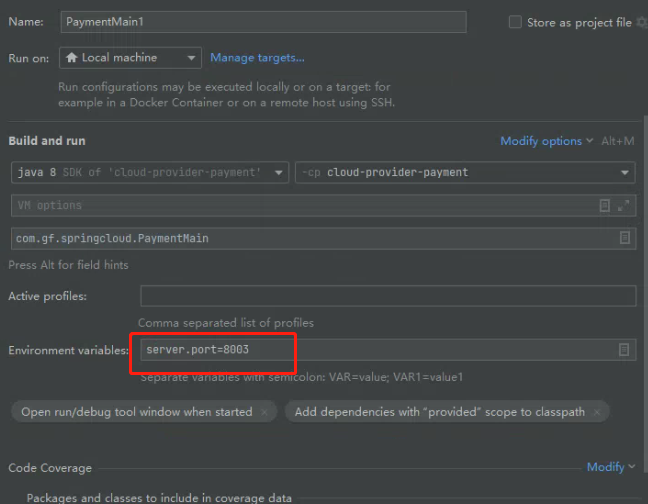 Name: PaymentMain1 Store as project file
Run on: Local machine Manage targets...
Run configurations may be executed locally or on a target: for
example in a Docker Container or on a remote host using SSH.
Build and run Modify options Alt+M
java 8 SDK of 'cloud-provider-payment' -cp cloud-provider-payment
VM options
com.gf.springcloud.PaymentMain
Press Alt for field hints
Active profiles:
Comma separated list of profiles
Environment variables: server.port=8003
Separate variables with semicolon: VAR=value; VAR1=value1
Open run/debug tool window when started × Add dependencies with "provided" scope to classpath ×
Code Coverage Modify
Packages and classes to include in coverage data